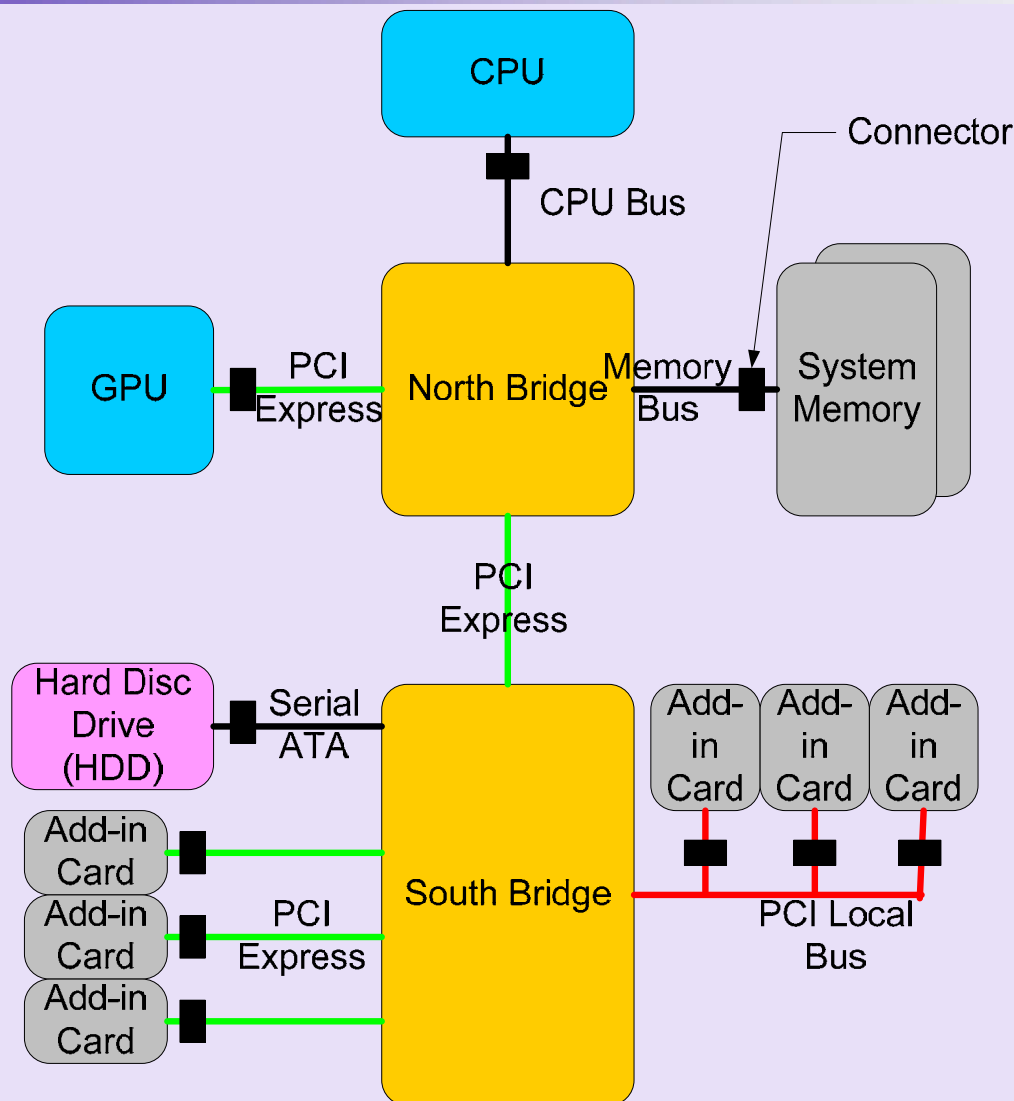 CPU
Connector
CPU Bus
GPU
PCI
Express
North Bridge
Memory
Bus
System
Memory
PCI
Express
Hard Disc
Drive
(HDD)
Serial
ATA
Add-
in
Card
Add-
in
Card
Add-
in
Card
Add-in
Card
Add-in
Card
Add-in
Card
PCI
Express
South Bridge
PCI Local
Bus